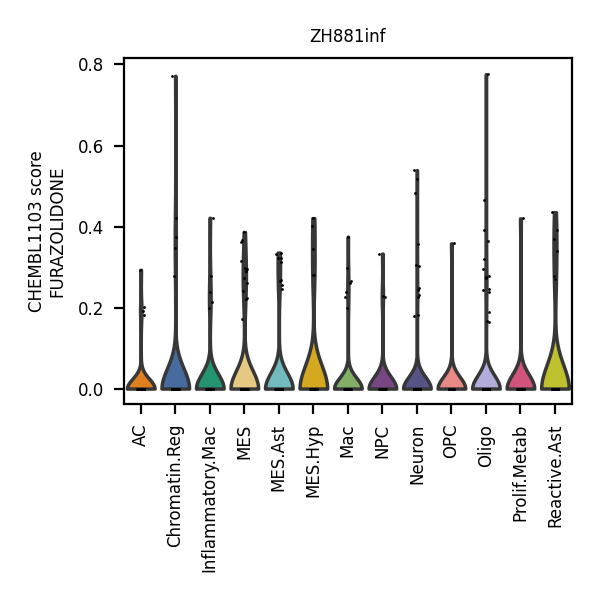 ZH881inf
CHEMBL1103 score
FURAZOLIDONE
0.8
0.6
0.4
0.2
0.0
AC
Chromatin.Reg
Inflammatory.Mac
MES
MES.Ast
MES.Hyp
Mac
NPC
Neuron
OPC
Oligo
Prolif.Metab
Reactive.Ast